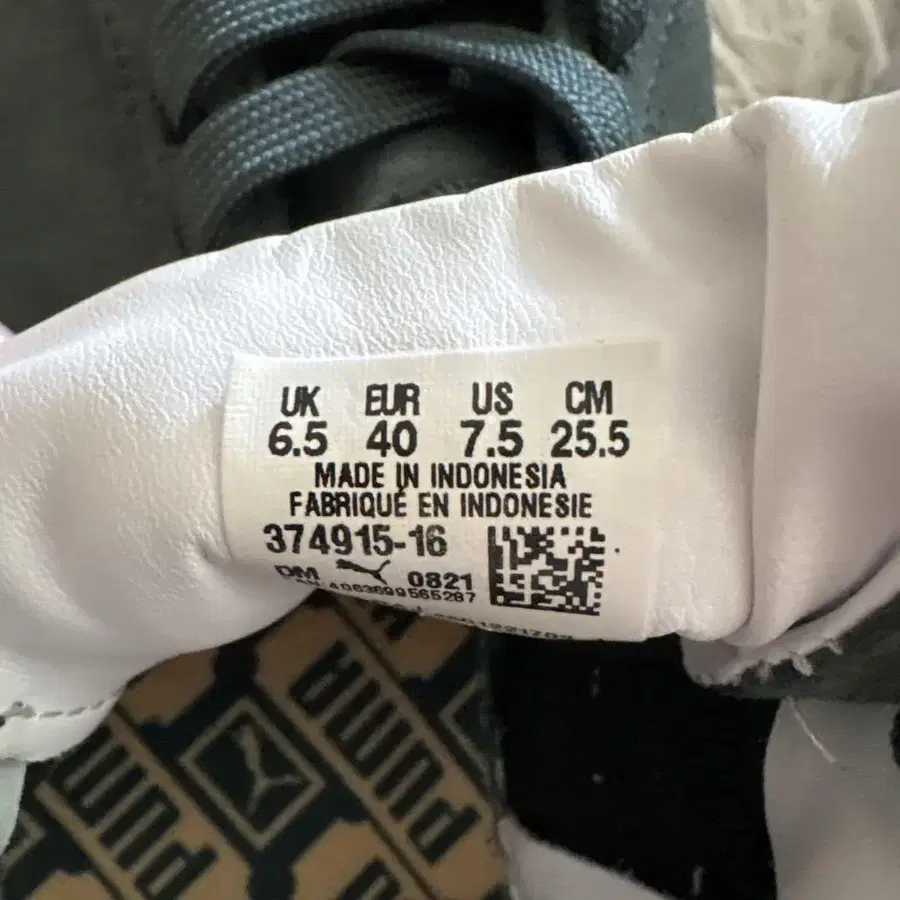 UK EUR US CM
6.5 40 7.5 25.5
MADE IN INDONESIA
FABRIQUÉ EN INDONESIE
374915-16
DM 0821
4063699565287
PUMA
PUMA